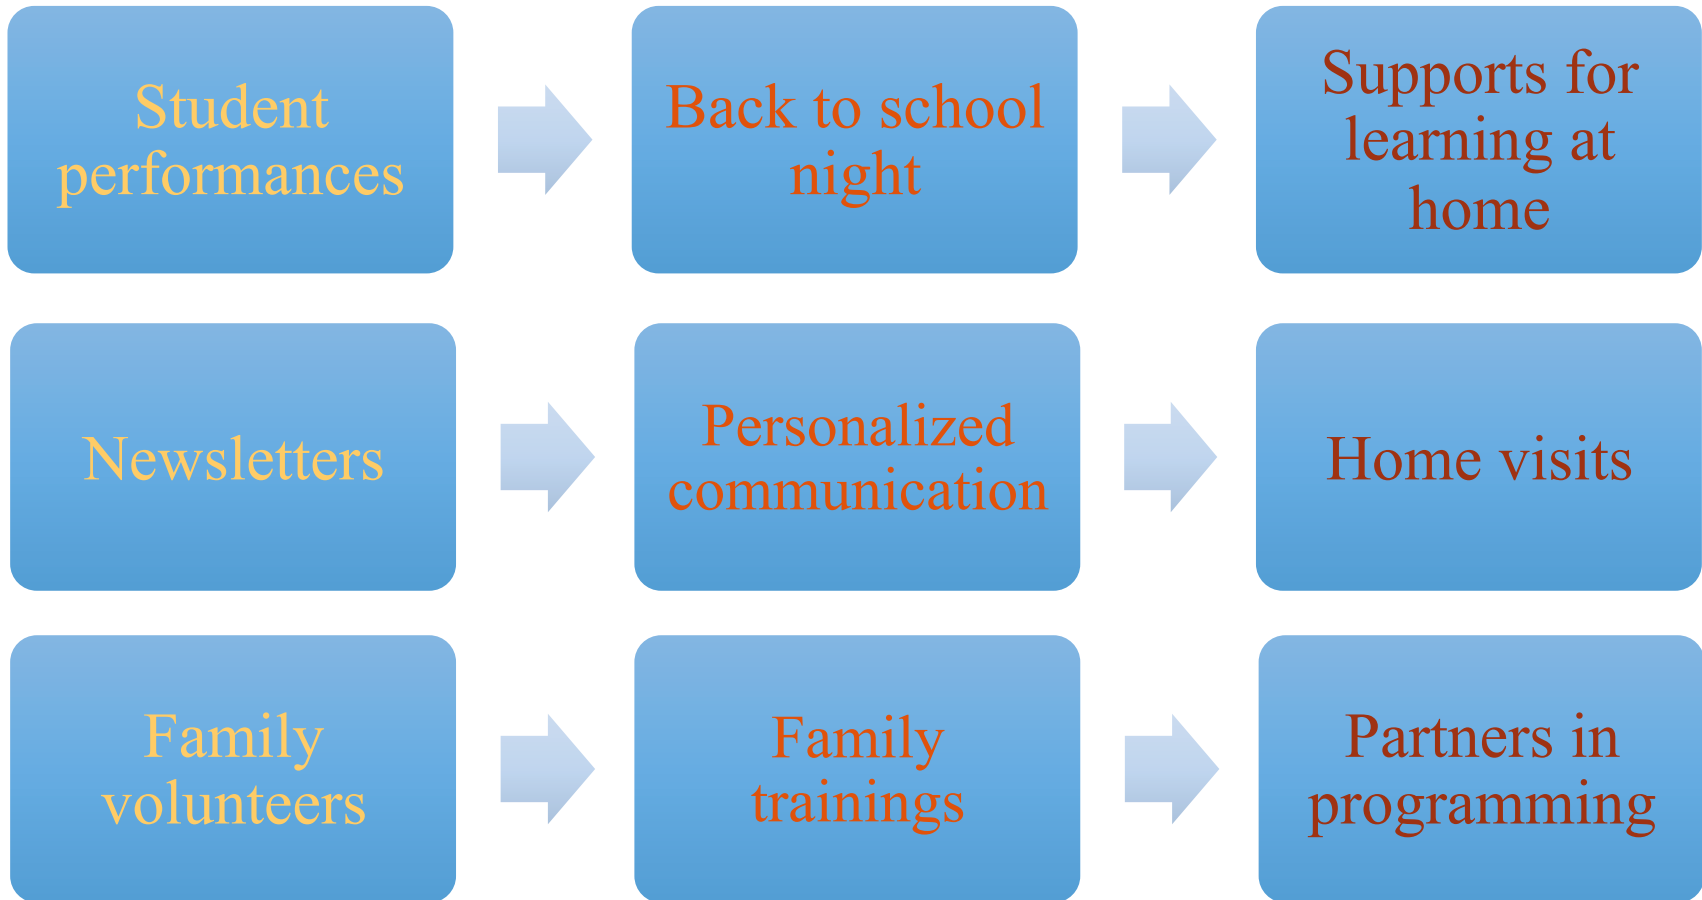 Student
performances
Back to school
night
Supports for
learning at
home
Newsletters
Personalized
communication
Home visits
Family
volunteers
Family
trainings
Partners in
programming